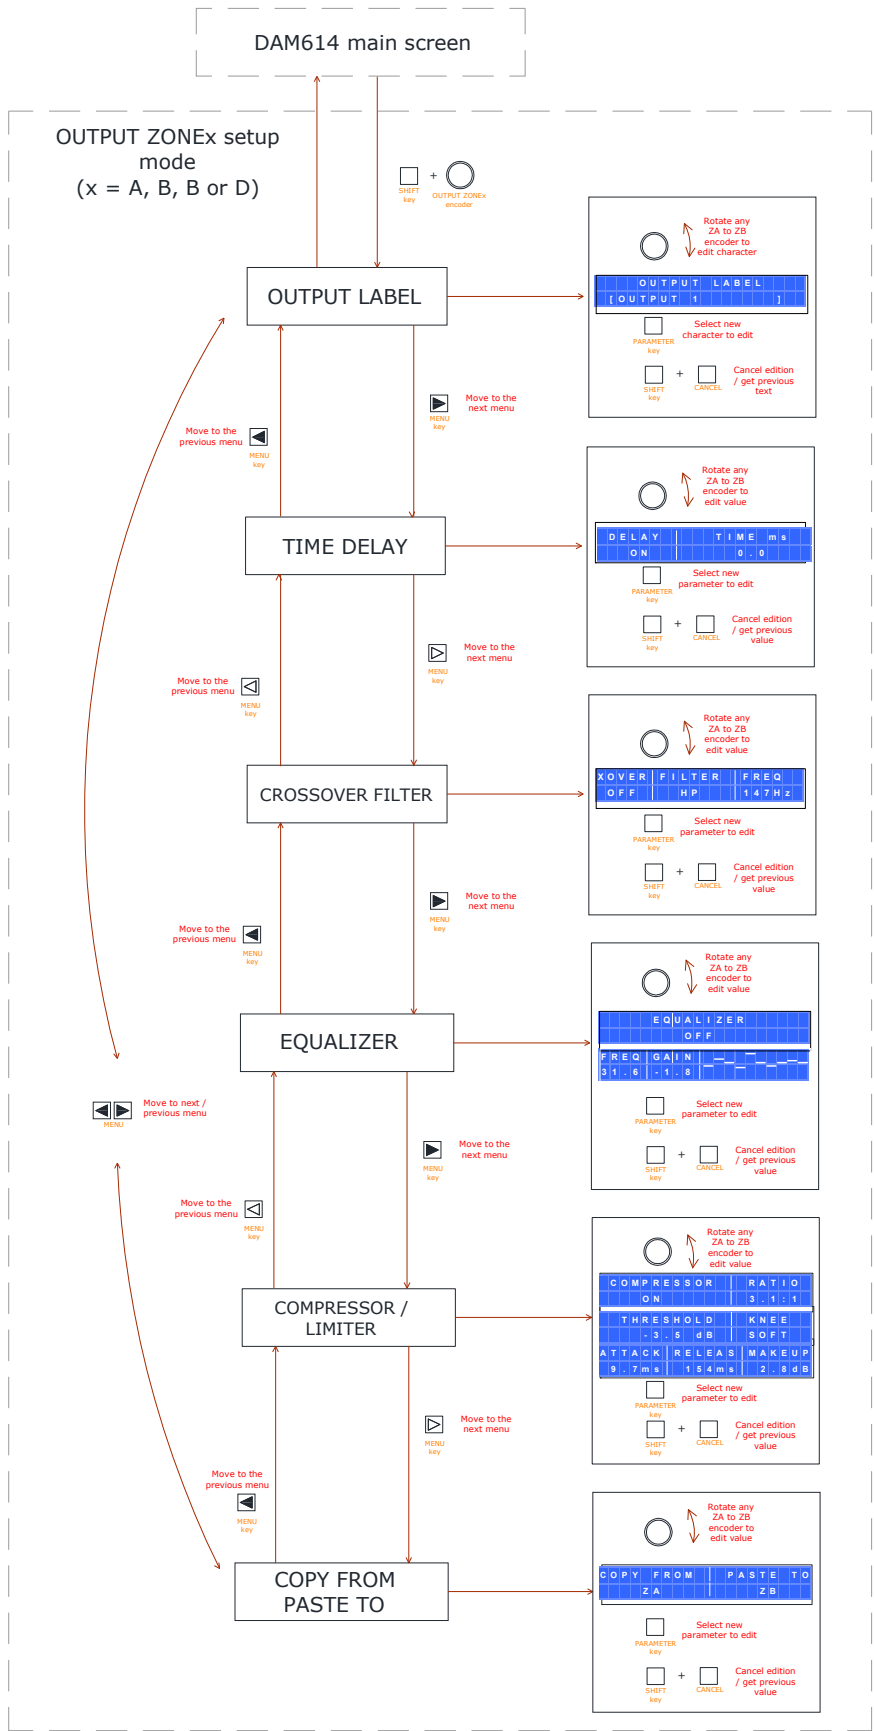 DAM614 main screen
OUTPUT ZONEx setup
mode
(x = A, B, B or D)
+
SHIFT
key
OUTPUT ZONEx
encoder
OUTPUT LABEL
Rotate any
ZA to ZB
encoder to
edit character
OUTPUT LABEL
[OUTPUT 1 ]
PARAMETER
key
Select new
character to edit
SHIFT
key
+
CANCEL
Cancel edition
/ get previous
text
Move to the
previous menu
MENU
key
MENU
key
Move to the
next menu
TIME DELAY
Rotate any
ZA to ZB
encoder to
edit value
DELAY | TIME ms
ON | 0.0
PARAMETER
key
Select new
parameter to edit
SHIFT
key
+
CANCEL
Cancel edition
/ get previous
value
Move to the
previous menu
MENU
key
MENU
key
Move to the
next menu
CROSSOVER FILTER
Rotate any
ZA to ZB
encoder to
edit value
XOVER|FILTER |FREQ
OFF | HP |147Hz
PARAMETER
key
Select new
parameter to edit
SHIFT
key
+
CANCEL
Cancel edition
/ get previous
value
Move to the
previous menu
MENU
key
MENU
key
Move to the
next menu
EQUALIZER
Rotate any
ZA to ZB
encoder to
edit value
EQUALIZER
OFF
FREQ|GAIN|
31.6|-1.8|
PARAMETER
key
Select new
parameter to edit
SHIFT
key
+
CANCEL
Cancel edition
/ get previous
value
MENU
Move to next /
previous menu
Move to the
previous menu
MENU
key
MENU
key
Move to the
next menu
COMPRESSOR /
LIMITER
Rotate any
ZA to ZB
encoder to
edit value
COMPRESSOR | RATIO
ON | 3.1:1
THRESHOLD | KNEE
-3.5 dB | SOFT
ATTACK|RELEAS|MAKEUP
9.7ms| 154ms| 2.8dB
PARAMETER
key
Select new
parameter to edit
SHIFT
key
+
CANCEL
Cancel edition
/ get previous
value
Move to the
previous menu
MENU
key
MENU
key
Move to the
next menu
COPY FROM
PASTE TO
Rotate any
ZA to ZB
encoder to
edit value
COPY FROM | PASTE TO
ZA | ZB
PARAMETER
key
Select new
parameter to edit
SHIFT
key
+
CANCEL
Cancel edition
/ get previous
value